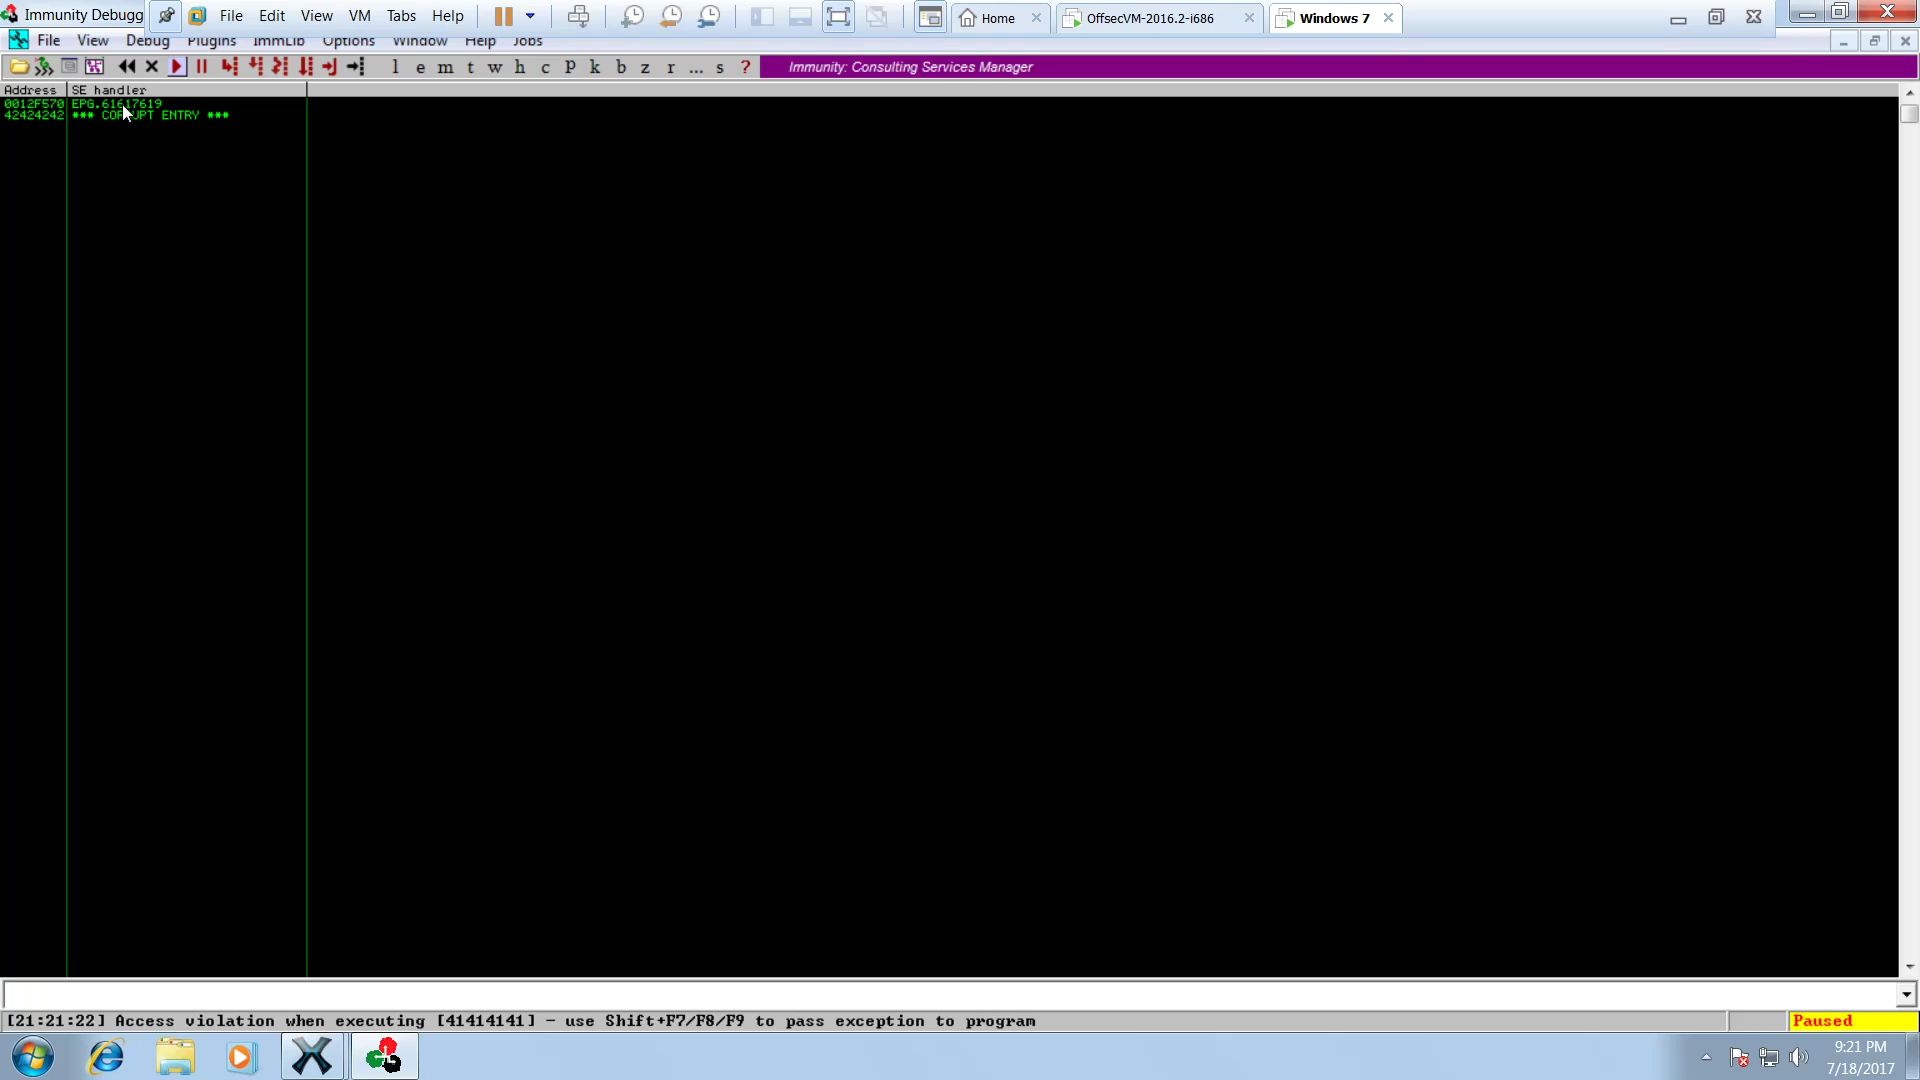 Immunity Debugg File Edit View VM Tabs Help Home OffsecVM-2016.2-i686 Windows 7
File View Debug Plugins ImmLib Options Window Help Jobs
l e m t w h c P k b z r ... s ? Immunity: Consulting Services Manager
Address SE handler
0012F570 EPG.61617619
42424242 *** CORRUPT ENTRY ***
[21:21:22] Access violation when executing [41414141] - use Shift+F7/F8/F9 to pass exception to program Paused
9:21 PM
7/18/2017